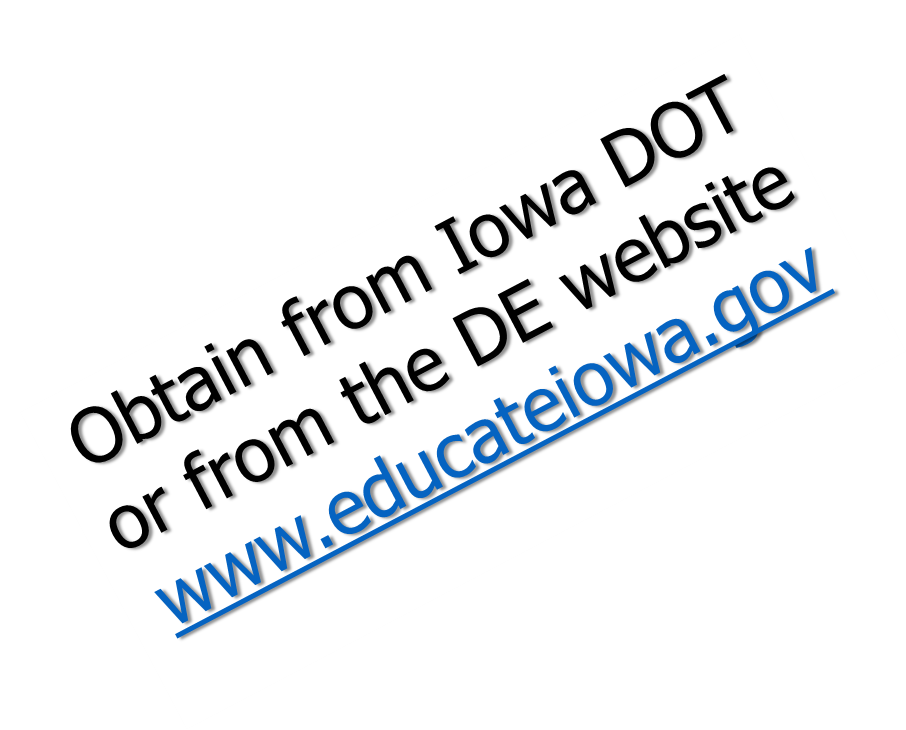 Obtain from Iowa DOT
or from the DE website
www.educateiowa.gov